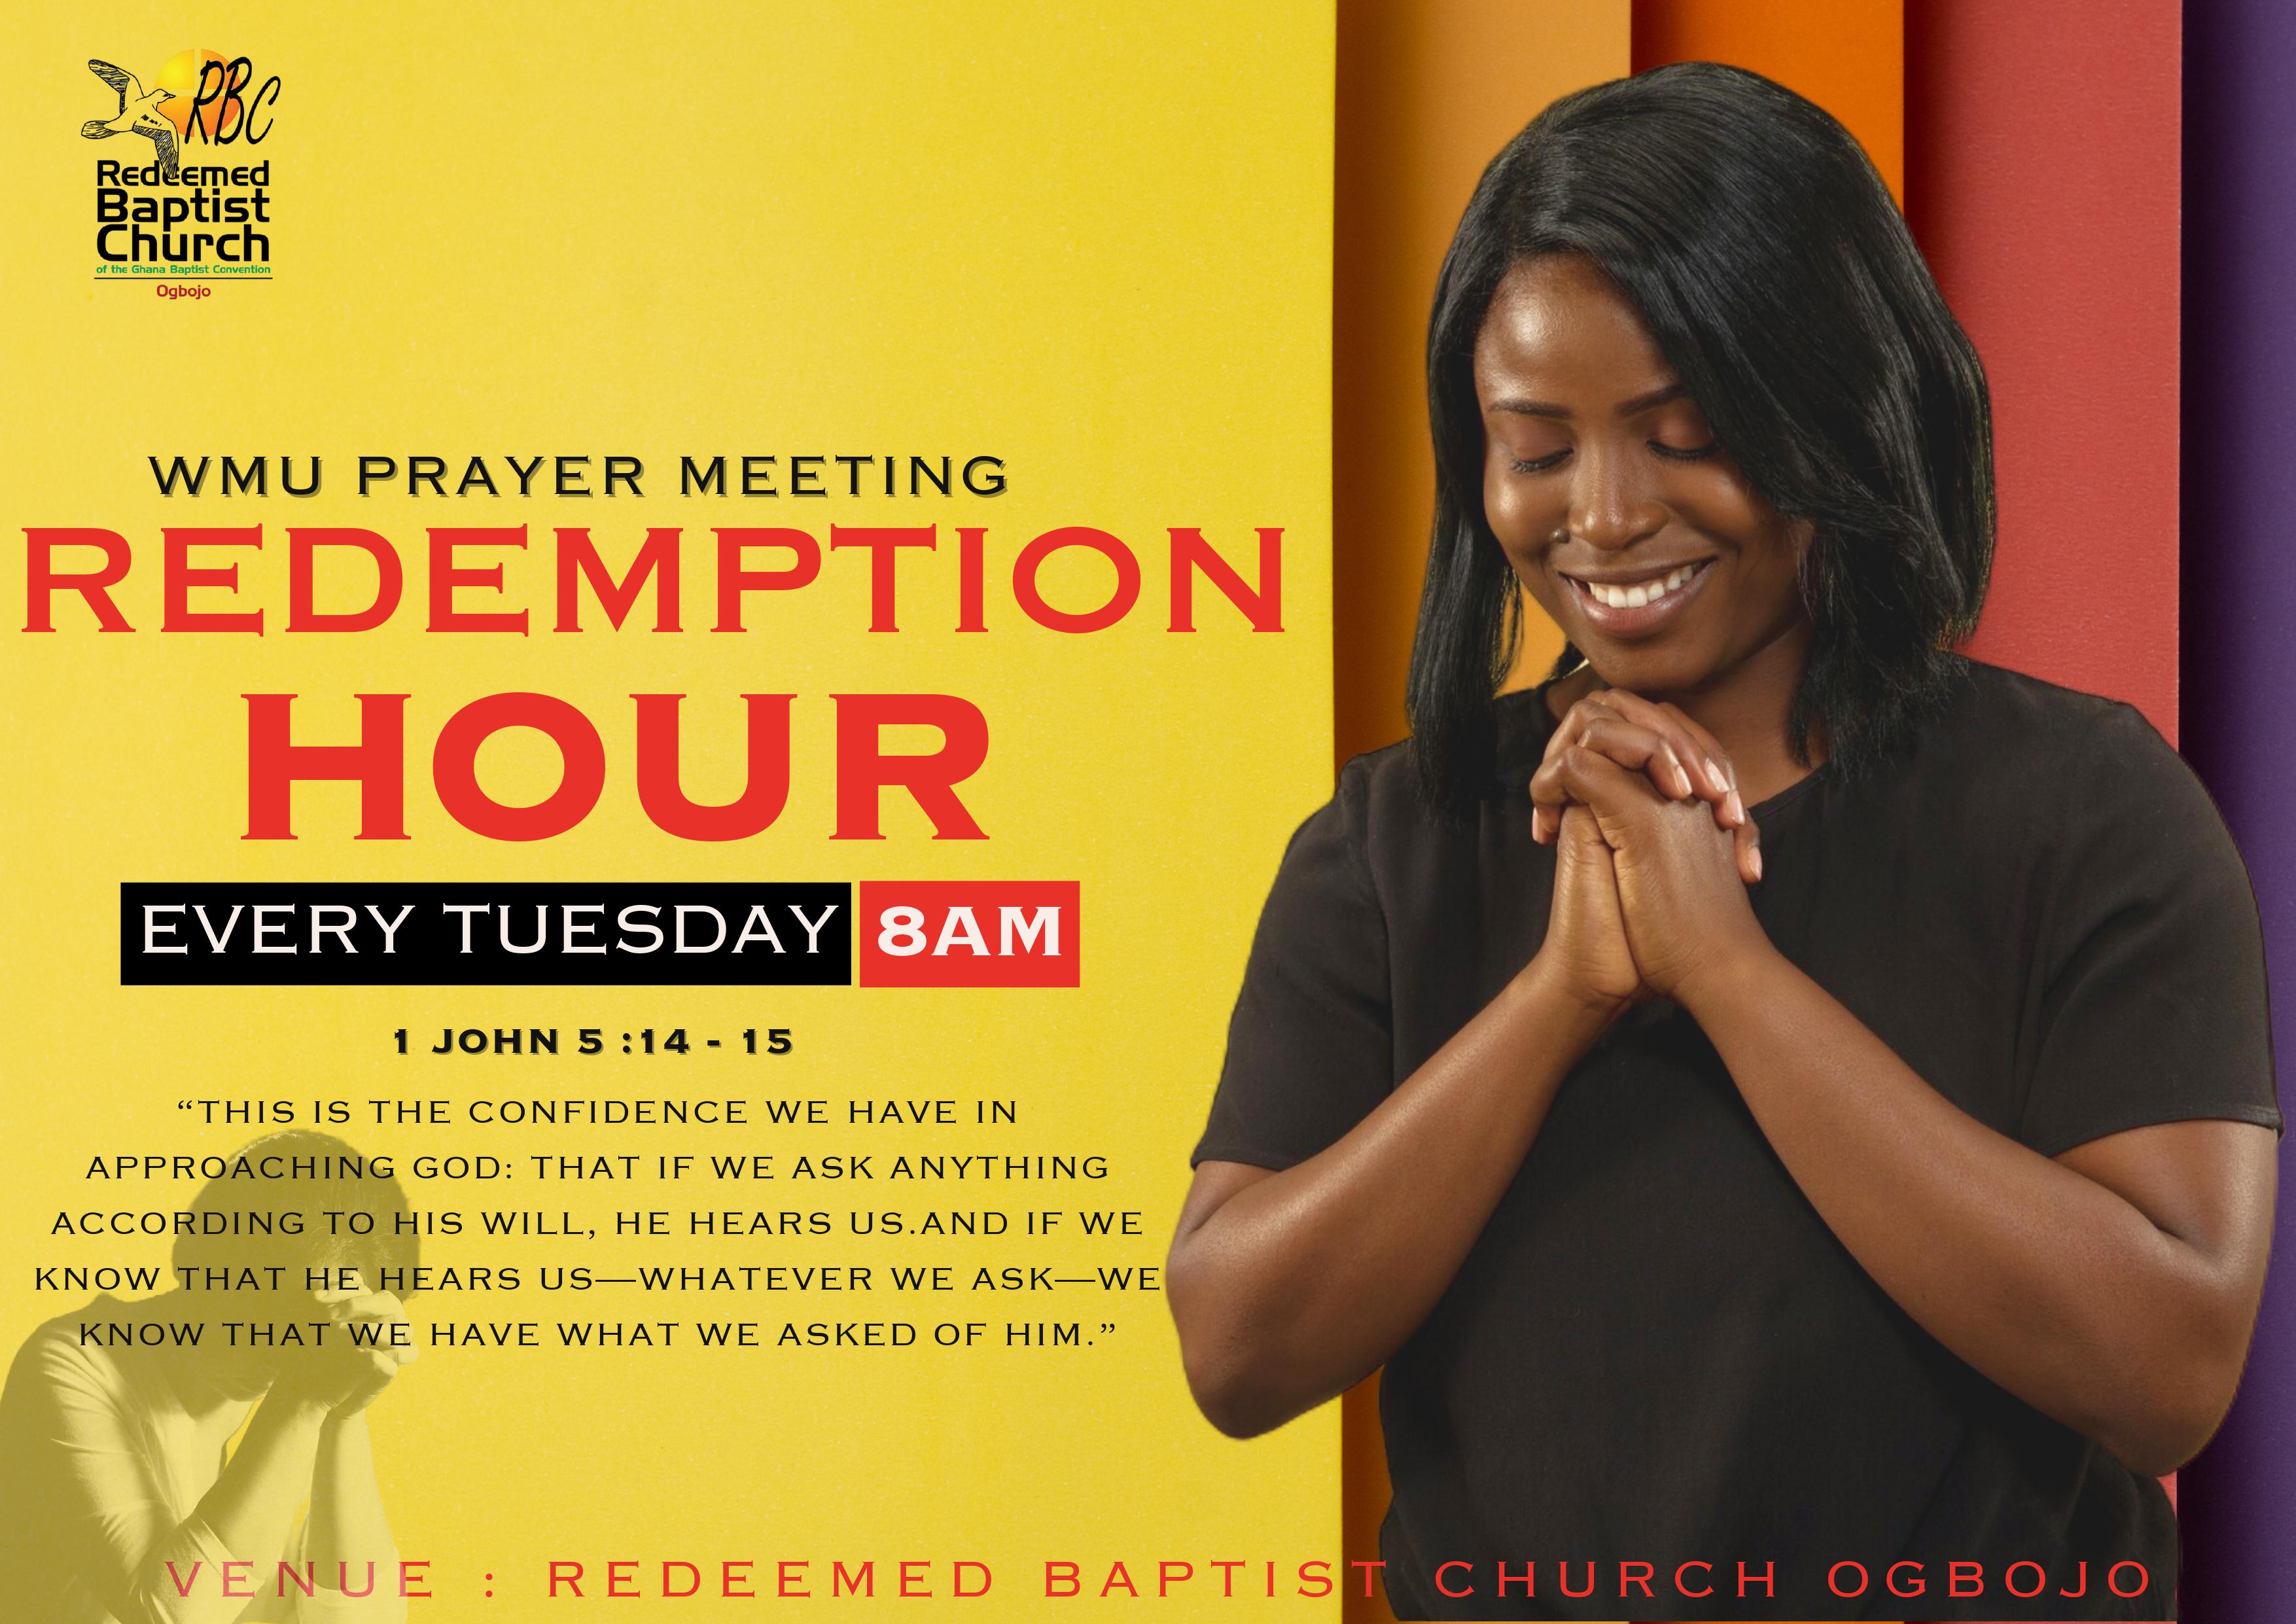 RBC
Redeemed
Baptist
Church
of the Ghana Baptist Convention
Ogbojo
WMU PRAYER MEETING
REDEMPTION
HOUR
EVERY TUESDAY 8AM
1 JOHN 5 :14 - 15
“THIS IS THE CONFIDENCE WE HAVE IN
APPROACHING GOD: THAT IF WE ASK ANYTHING
ACCORDING TO HIS WILL, HE HEARS US.AND IF WE
KNOW THAT HE HEARS US—WHATEVER WE ASK—WE
KNOW THAT WE HAVE WHAT WE ASKED OF HIM.”
VENUE : REDEEMED BAPTIST CHURCH OGBOJO